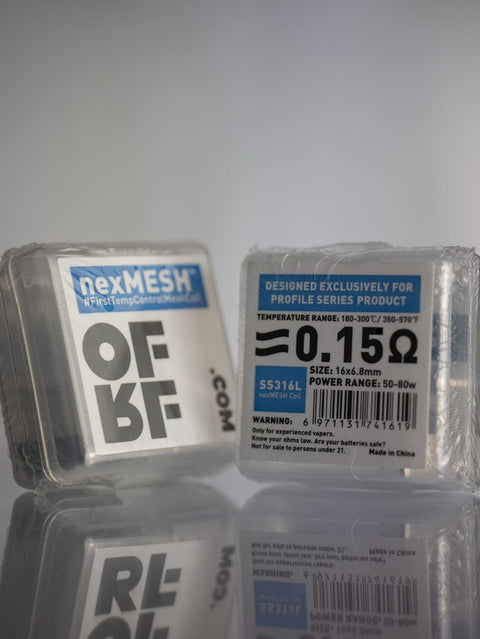 nexMESH™
#FirstTempControlMeshCoil
OF
RF
.COM
DESIGNED EXCLUSIVELY FOR
PROFILE SERIES PRODUCT
TEMPERATURE RANGE: 180-300℃/ 350-570℉
0.15Ω
SS316L
nexMESH Coil
SIZE: 16x6.8mm
POWER RANGE: 50-80w
6 971131 741619
WARNING:
Only for experienced vapers.
Know your ohms law. Are your batteries safe?
Not for sale to persons under 21.
Made in China